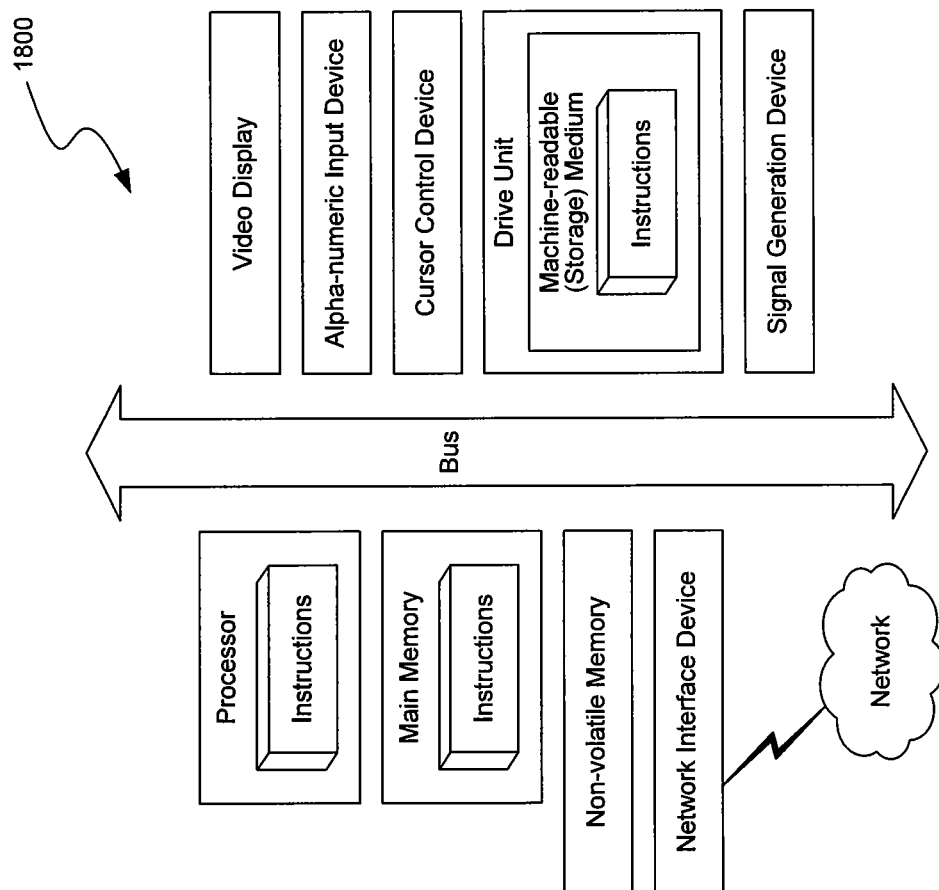 1800
Processor
Instructions
Main Memory
Instructions
Non-volatile Memory
Network Interface Device
Network
Bus
Video Display
Alpha-numeric Input Device
Cursor Control Device
Drive Unit
Machine-readable
(Storage) Medium
Instructions
Signal Generation Device